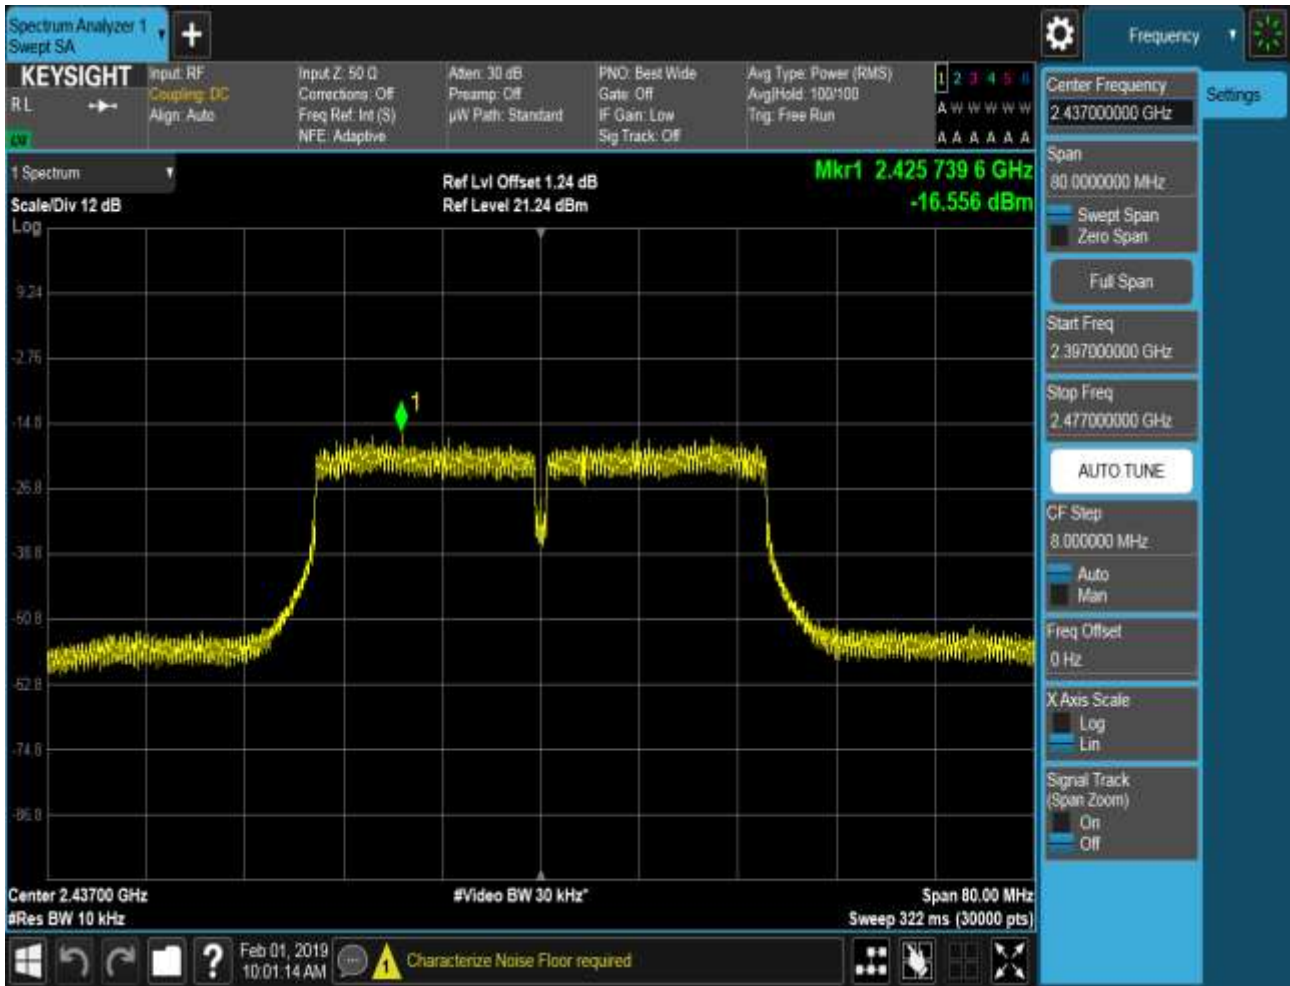 Spectrum Analyzer 1
Swept SA
+
Frequency
KEYSIGHT
R L
Input: RF
Coupling: DC
Align: Auto
Input Z: 50 Ω
Corrections: Off
Freq Ref: Int (S)
NFE: Adaptive
Atten: 30 dB
Preamp: Off
µW Path: Standard
PNO: Best Wide
Gate: Off
IF Gain: Low
Sig Track: Off
Avg Type: Power (RMS)
Avg|Hold: 100/100
Trig: Free Run
1 2 3 4 5 6
A W W W W W
A A A A A A
1 Spectrum
Scale/Div 12 dB
Log
Ref Lvl Offset 1.24 dB
Ref Level 21.24 dBm
Mkr1 2.425 739 6 GHz
-16.556 dBm
9.24
-2.76
-14.8
-26.8
-38.8
-50.8
-62.8
-74.8
-86.8
1
Center 2.43700 GHz
#Res BW 10 kHz
#Video BW 30 kHz*
Span 80.00 MHz
Sweep 322 ms (30000 pts)
Center Frequency
2.437000000 GHz
Settings
Span
80.0000000 MHz
Swept Span
Zero Span
Full Span
Start Freq
2.397000000 GHz
Stop Freq
2.477000000 GHz
AUTO TUNE
CF Step
8.000000 MHz
Auto
Man
Freq Offset
0 Hz
X Axis Scale
Log
Lin
Signal Track
(Span Zoom)
On
Off
?
Feb 01, 2019
10:01:14 AM
1
Characterize Noise Floor required